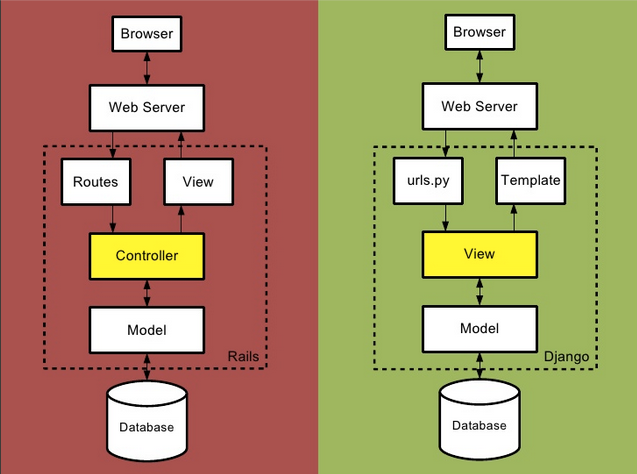 Browser
Web Server
Routes
View
Controller
Model
Rails
Database
Browser
Web Server
urls.py
Template
View
Model
Django
Database